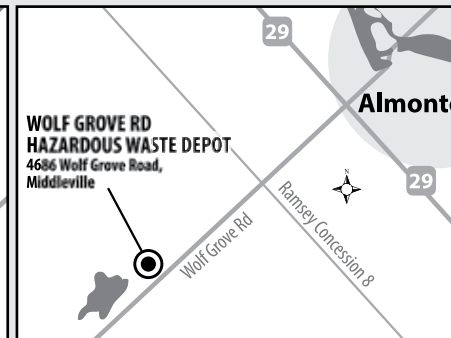 29
Almont
WOLF GROVE RD
HAZARDOUS WASTE DEPOT
4686 Wolf Grove Road,
Middleville
N
29
Ramsey Concession 8
Wolf Grove Rd